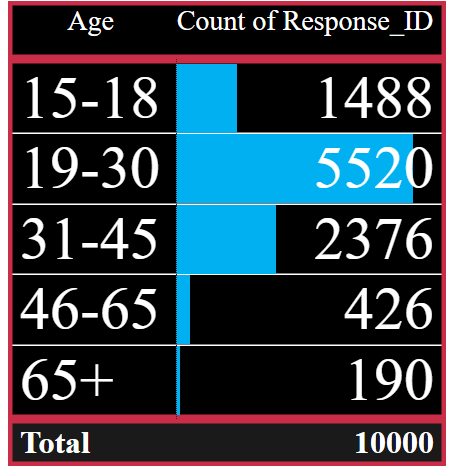 Age Count of Response_ID
15-18 1488
19-30 5520
31-45 2376
46-65 426
65+ 190
Total 10000